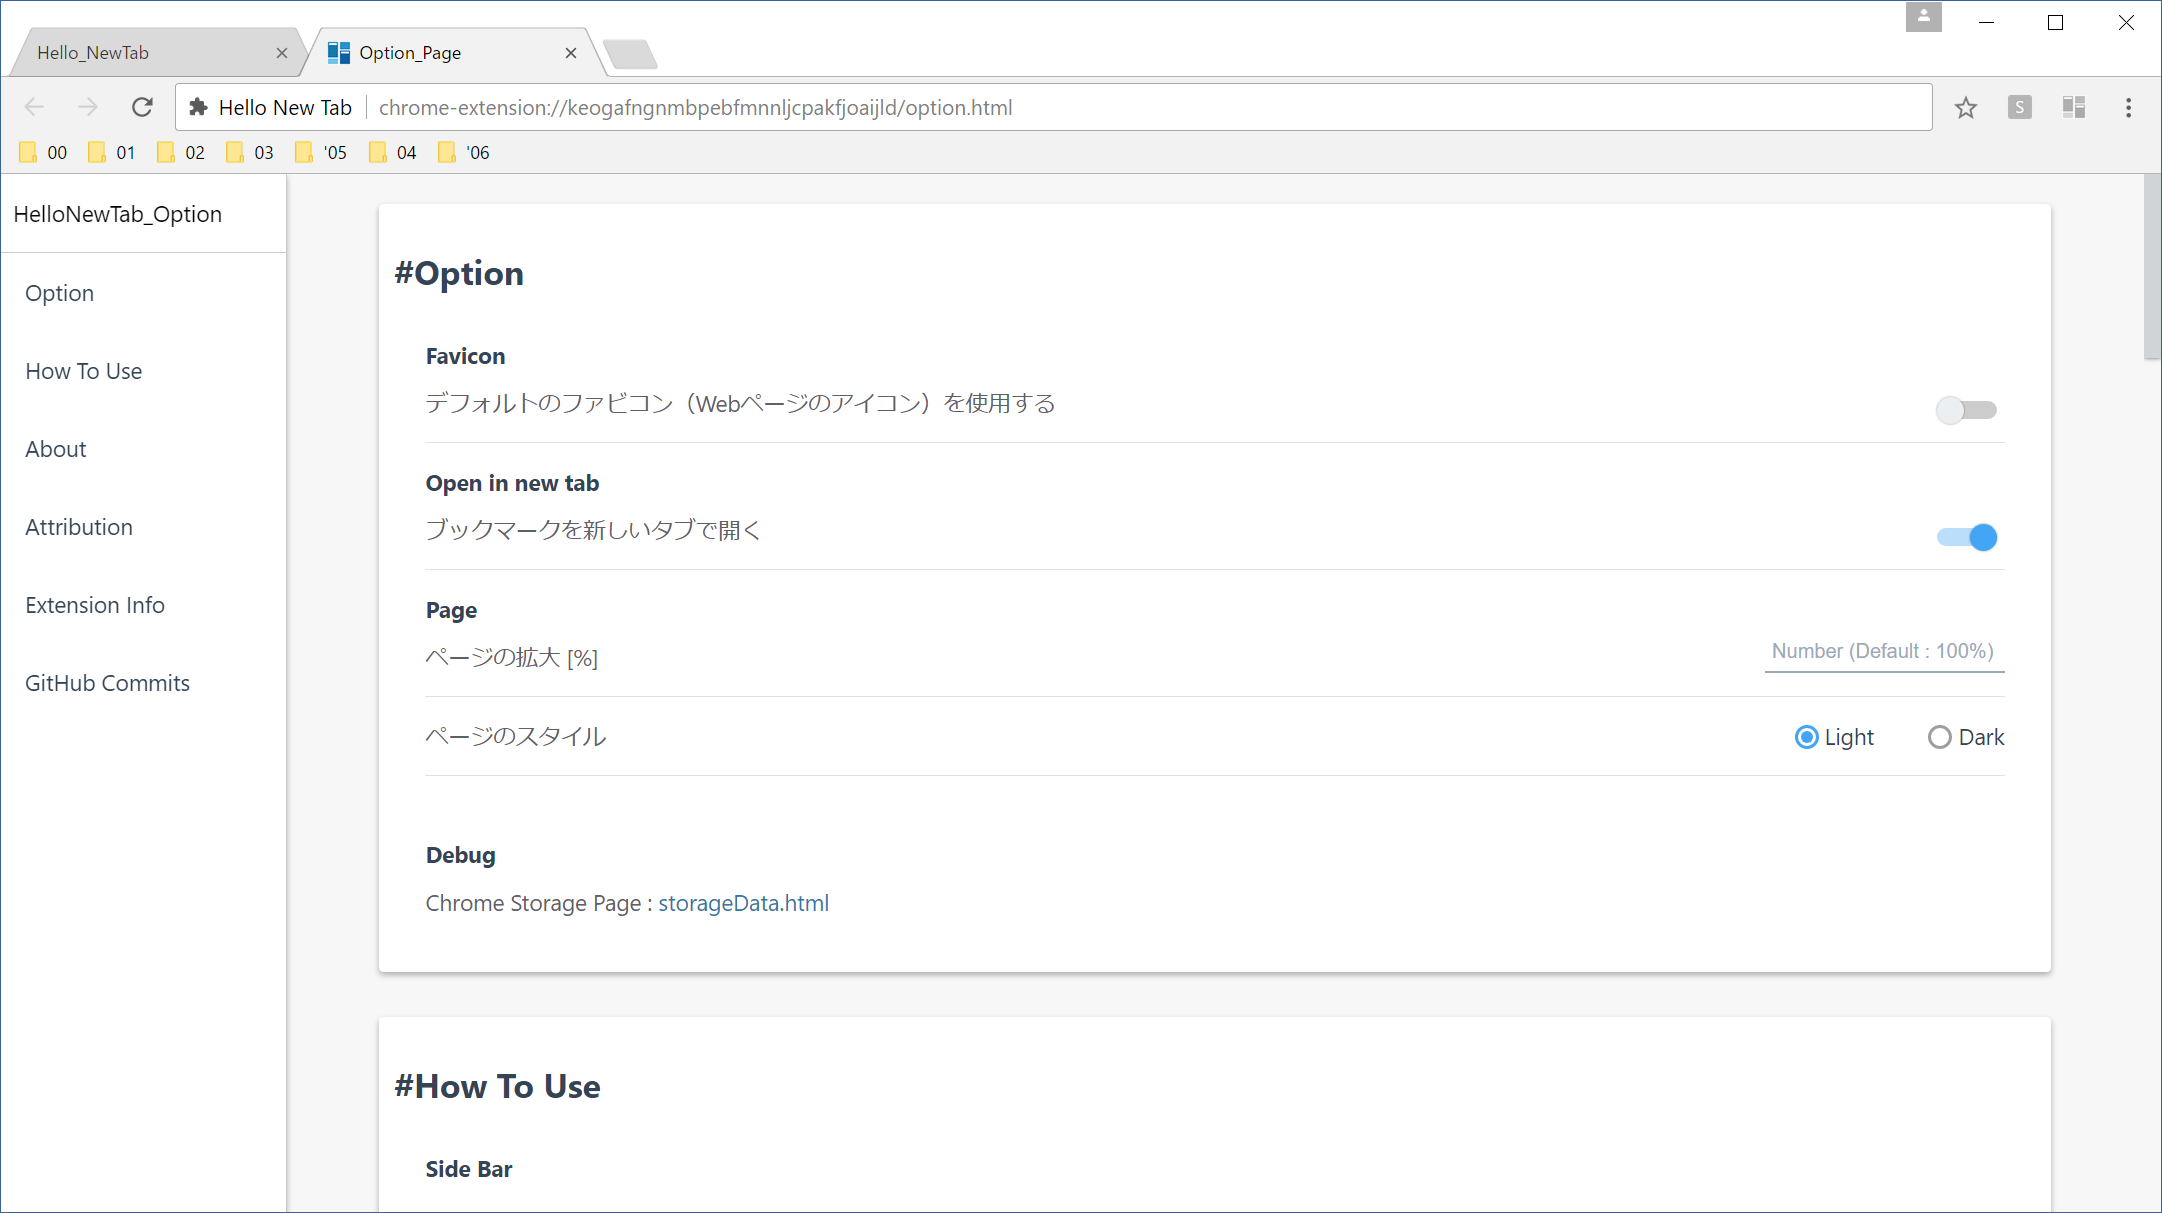 Hello_NewTab
Option_Page
Hello New Tab
chrome-extension://keogafngnmbpebfmnnljcpakfjoaijld/option.html
S
00 01 02 03 '05 04 '06
HelloNewTab_Option
Option
How To Use
About
Attribution
Extension Info
GitHub Commits
#Option
Favicon
デフォルトのファビコン（Webページのアイコン）を使用する
Open in new tab
ブックマークを新しいタブで開く
Page
ページの拡大 [%]
Number (Default : 100%)
ページのスタイル
Light Dark
Debug
Chrome Storage Page : storageData.html
#How To Use
Side Bar